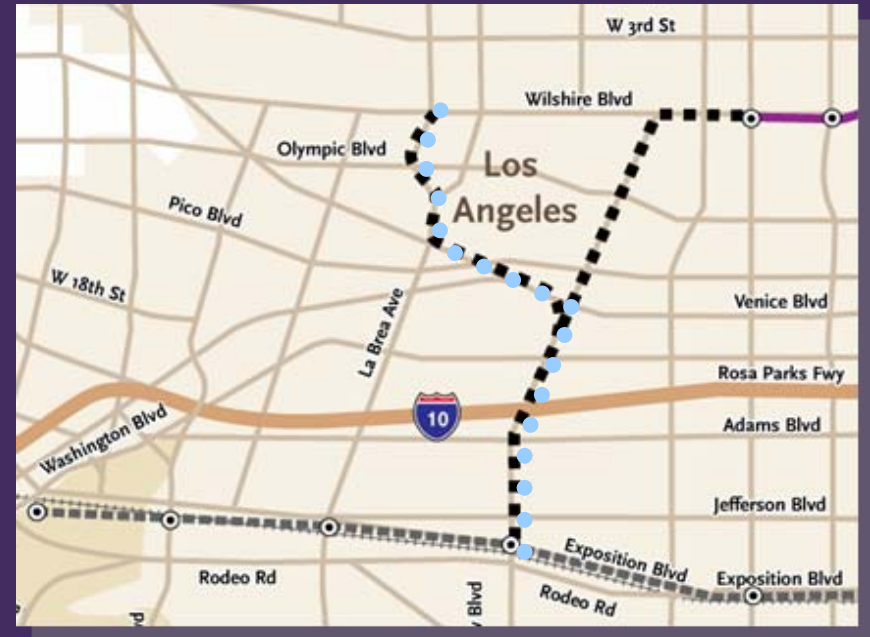 W 3rd St
Wilshire Blvd
Olympic Blvd
Los
Angeles
Pico Blvd
W 18th St
La Brea Ave
Venice Blvd
Rosa Parks Fwy
10
Adams Blvd
Washington Blvd
Jefferson Blvd
Exposition Blvd
Exposition Blvd
Rodeo Rd
Rodeo Rd
Blvd